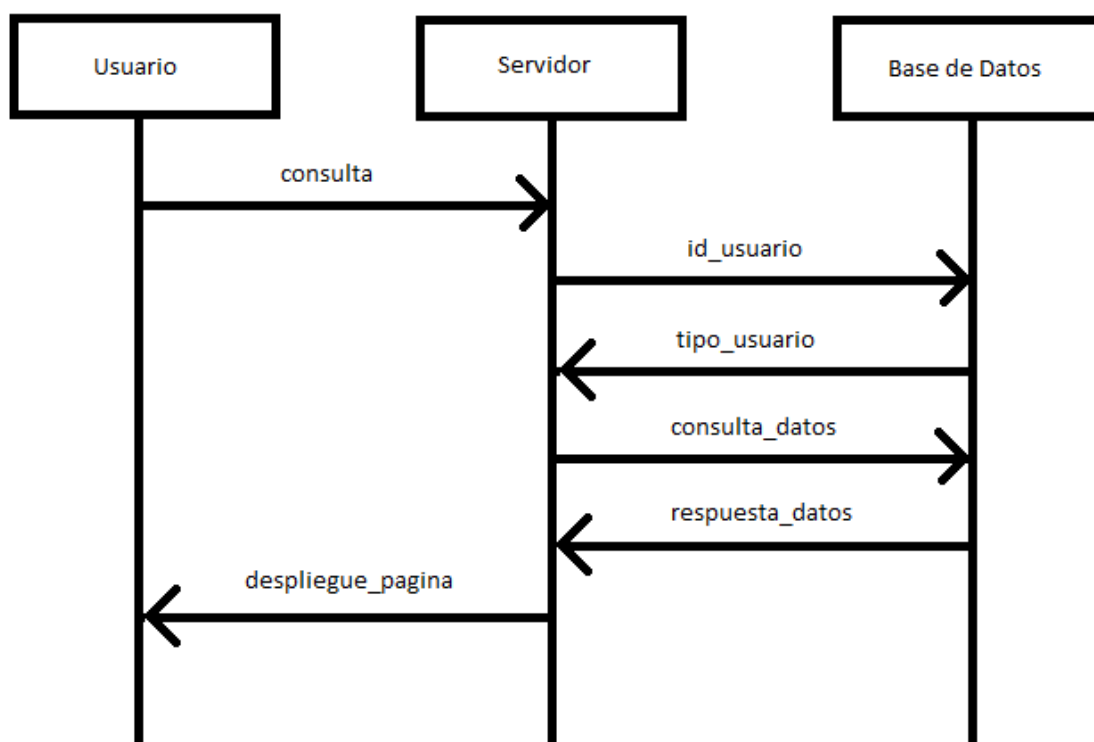 Usuario
Servidor
Base de Datos
consulta
id_usuario
tipo_usuario
consulta_datos
respuesta_datos
despliegue_pagina